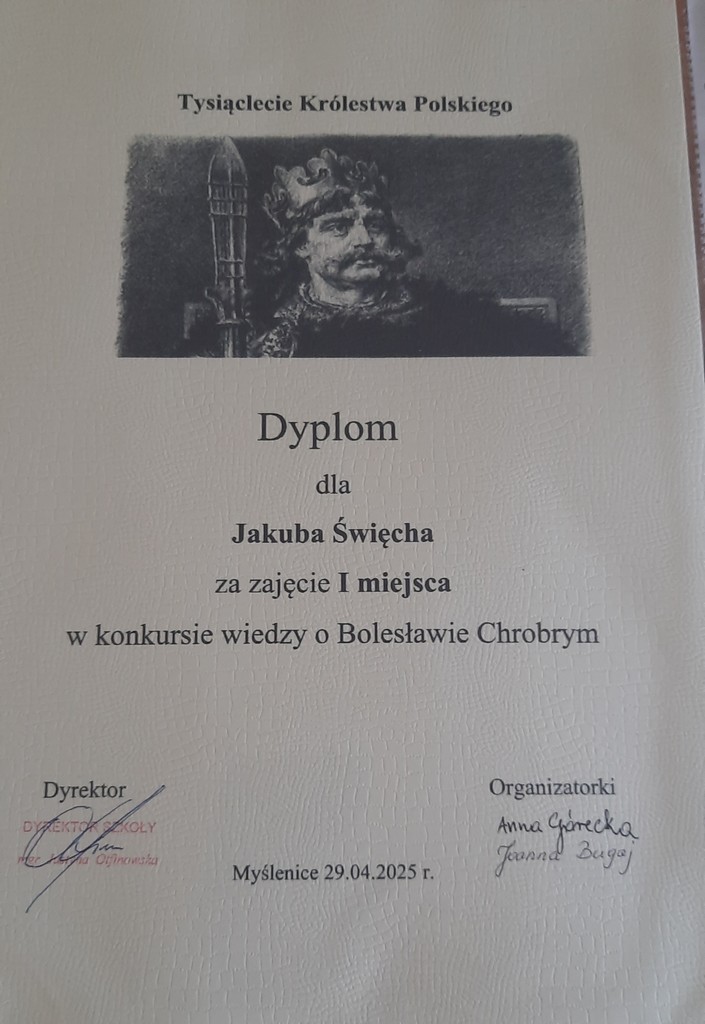 Tysiąclecie Królestwa Polskiego
Dyplom
dla
Jakuba Święcha
za zajęcie I miejsca
w konkursie wiedzy o Bolesławie Chrobrym
Dyrektor
DYREKTOR SZKOŁY
mgr
Organizatorki
Anna Górecka
Joanna Bugaj
Myślenice 29.04.2025 r.